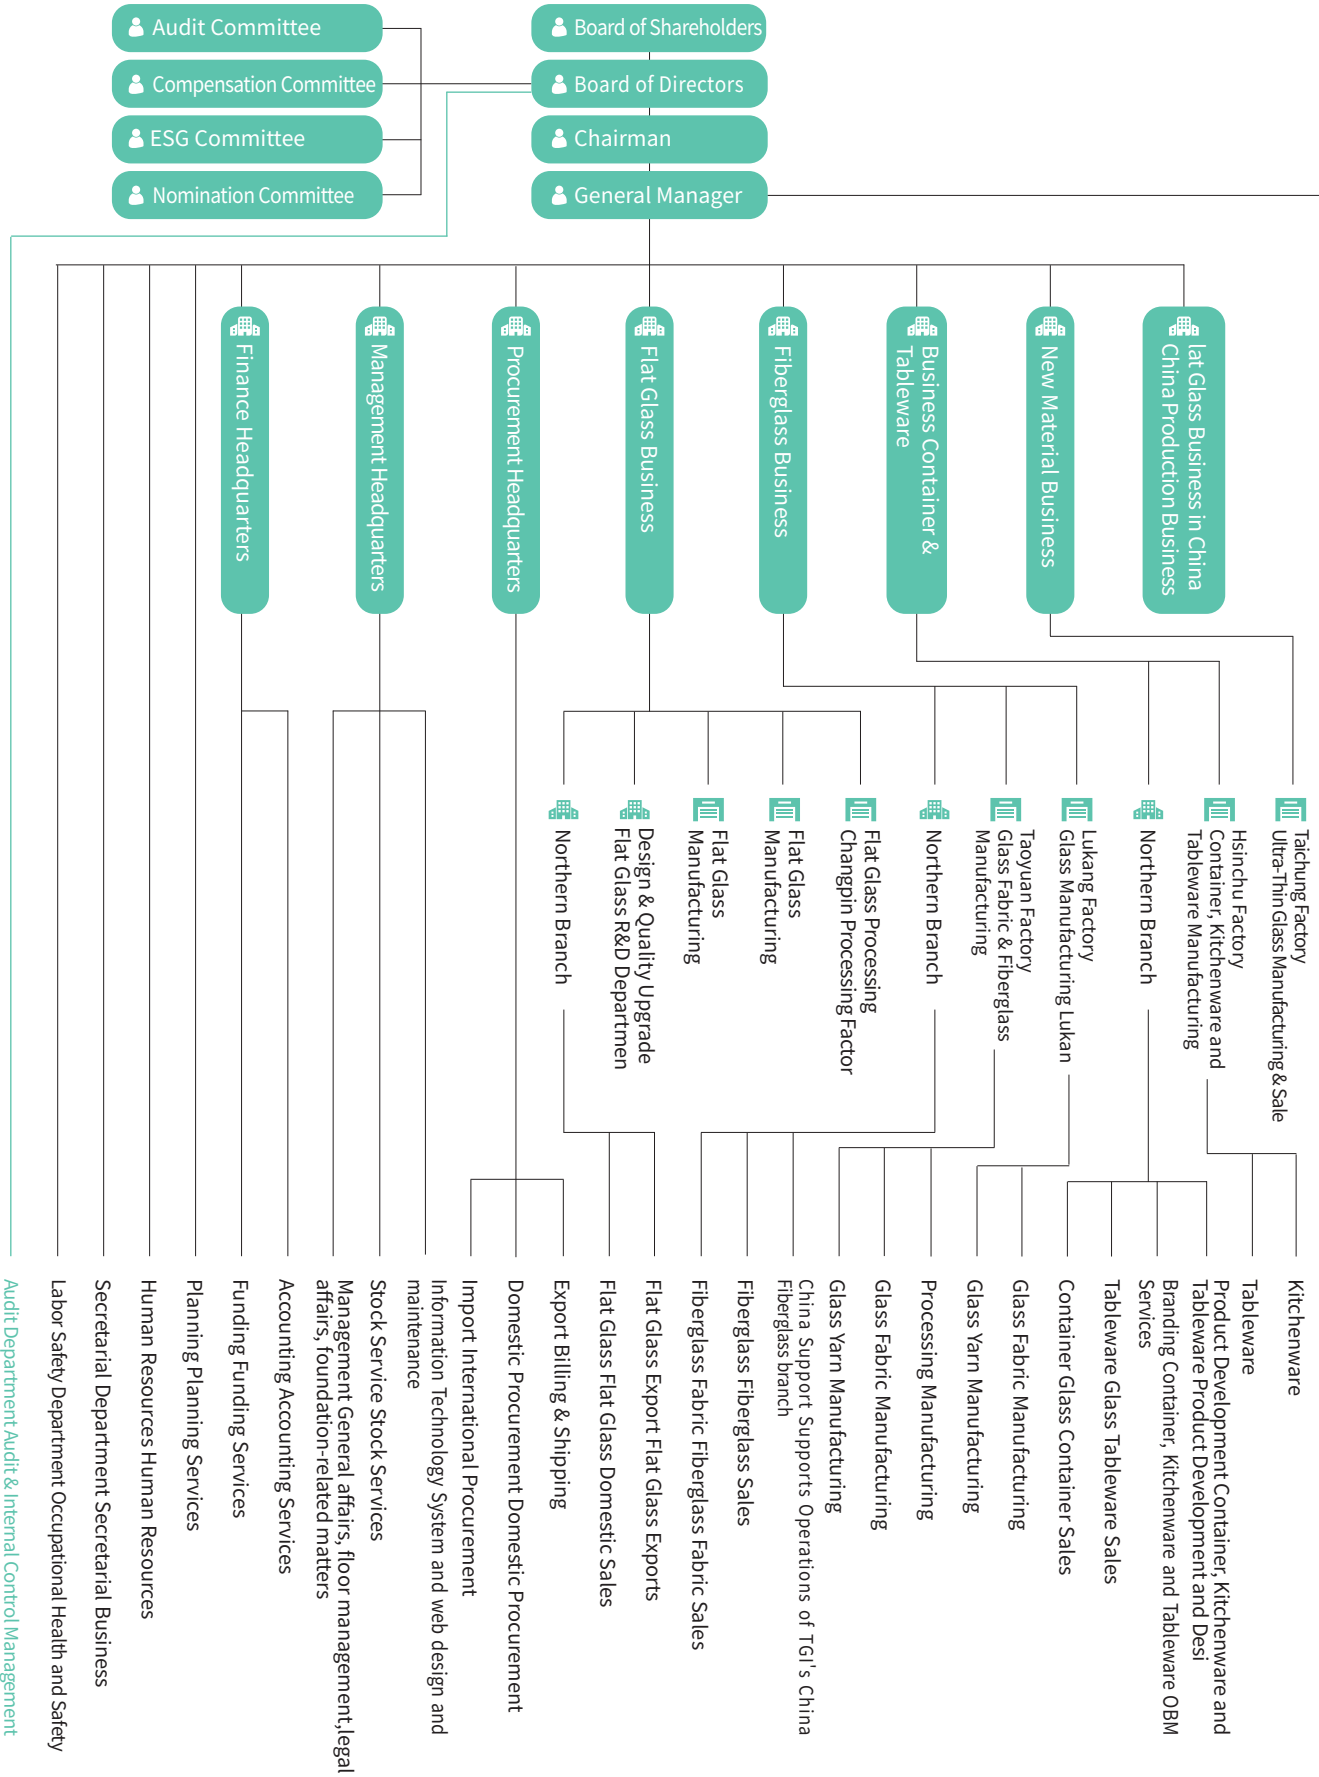 Audit Committee
Compensation Committee
ESG Committee
Nomination Committee
Board of Shareholders
Board of Directors
Chairman
General Manager
Finance Headquarters
Management Headquarters
Procurement Headquarters
Flat Glass Business
Fiberglass Business
Business Container &
Tableware
New Material Business
lat Glass Business in China
China Production Business
Northern Branch
Design & Quality Upgrade
Flat Glass R&D Departmen
Flat Glass
Manufacturing
Flat Glass
Manufacturing
Flat Glass Processing
Changpin Processing Factor
Northern Branch
Taoyuan Factory
Glass Fabric & Fiberglass
Manufacturing
Lukang Factory
Glass Manufacturing Lukan
Northern Branch
Hsinchu Factory
Container, Kitchenware and
Tableware Manufacturing
Taichung Factory
Ultra-Thin Glass Manufacturing & Sale
Audit Department Audit & Internal Control Management
Labor Safety Department Occupational Health and Safety
Secretarial Department Secretarial Business
Human Resources Human Resources
Planning Planning Services
Funding Funding Services
Accounting Accounting Services
Management General affairs, floor management,legal
affairs, foundation-related matters
Stock Service Stock Services
Information Technology System and web design and
maintenance
Import International Procurement
Domestic Procurement Domestic Procurement
Export Billing & Shipping
Flat Glass Flat Glass Domestic Sales
Flat Glass Export Flat Glass Exports
Fiberglass Fabric Fiberglass Fabric Sales
Fiberglass Fiberglass Sales
China Support Supports Operations of TGI's China
Fiberglass branch
Glass Yarn Manufacturing
Glass Fabric Manufacturing
Processing Manufacturing
Glass Yarn Manufacturing
Glass Fabric Manufacturing
Container Glass Container Sales
Tableware Glass Tableware Sales
Branding Container, Kitchenware and Tableware OBM
Services
Product Development Container, Kitchenware and
Tableware Product Development and Desi
Tableware
Kitchenware